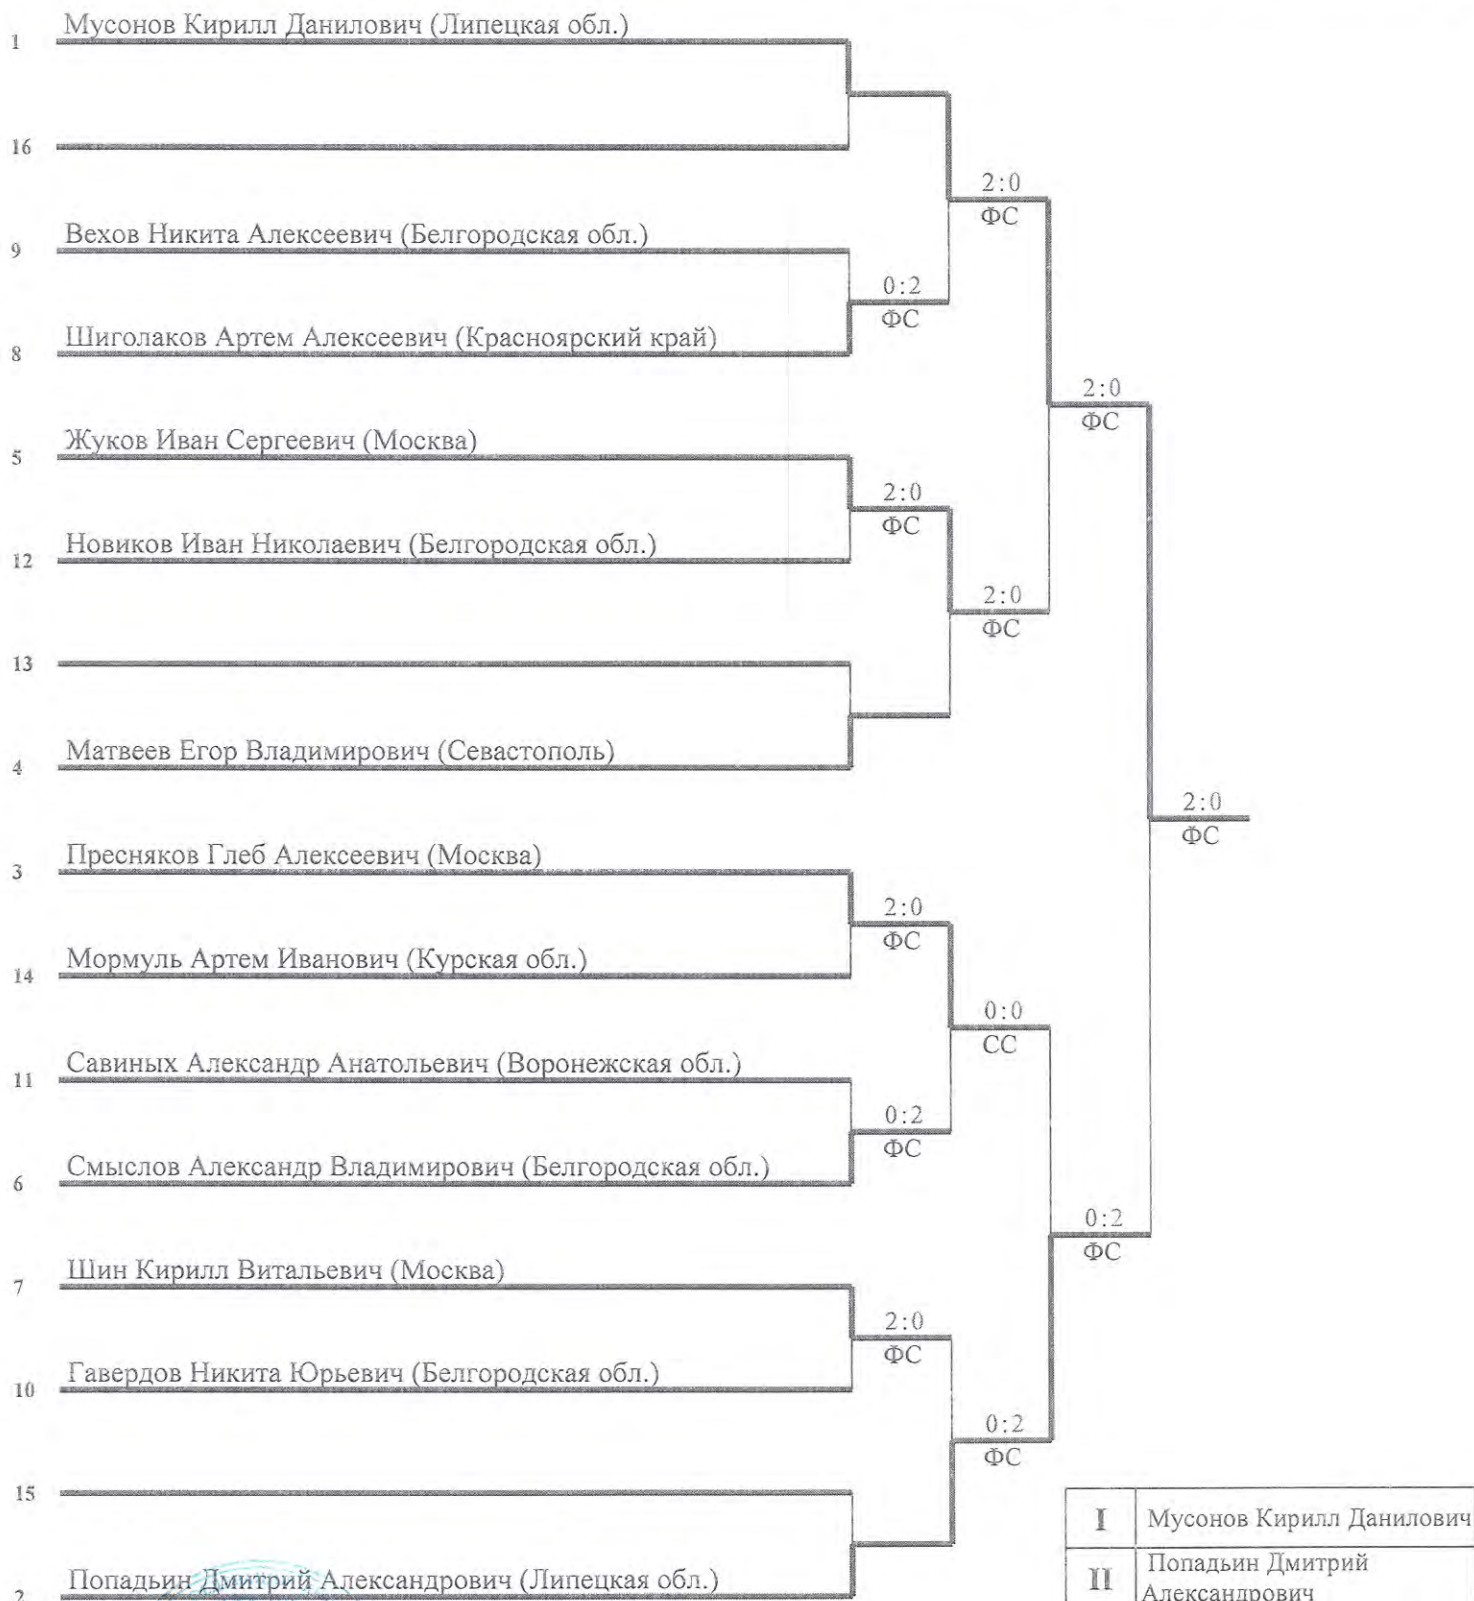 Мусонов Кирилл Данилович (Липецкая обл.)
1
16
2:0
ФС
Вехов Никита Алексеевич (Белгородская обл.)
9
0:2
ФС
Шиголаков Артем Алексеевич (Красноярский край)
8
2:0
ФС
Жуков Иван Сергеевич (Москва)
5
2:0
ФС
Новиков Иван Николаевич (Белгородская обл.)
12
2:0
ФС
13
Матвеев Егор Владимирович (Севастополь)
4
2:0
ФС
Пресняков Глеб Алексеевич (Москва)
3
2:0
ФС
Мормуль Артем Иванович (Курская обл.)
14
0:0
СС
Савиных Александр Анатольевич (Воронежская обл.)
11
0:2
ФС
Смыслов Александр Владимирович (Белгородская обл.)
6
0:2
ФС
Шин Кирилл Витальевич (Москва)
7
2:0
ФС
Гавердов Никита Юрьевич (Белгородская обл.)
10
0:2
ФС
15
I Мусонов Кирилл Данилович
Попадьин Дмитрий Александрович (Липецкая обл.)
2
II Попадьин Дмитрий
Александрович